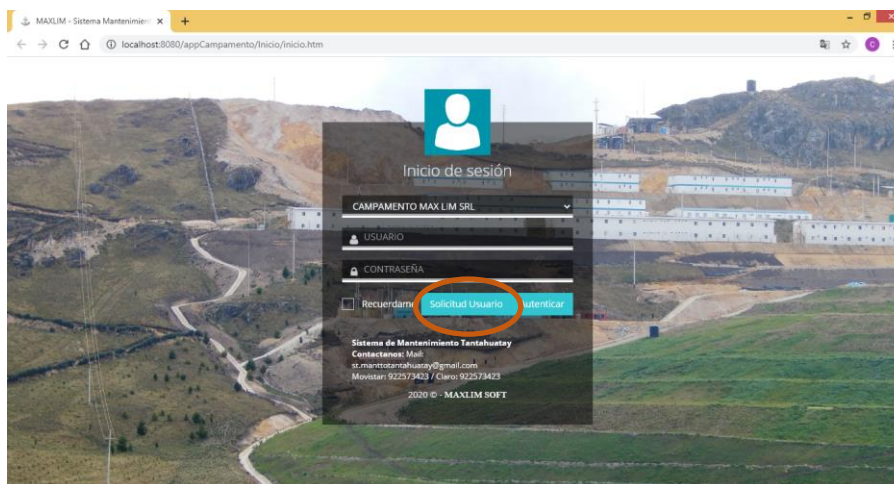 MAXLIM - Sistema Mantenimien
localhost:8080/appCampamento/Inicio/inicio.htm
C
Inicio de sesión
CAMPAMENTO MAX LIM SRL
USUARIO
CONTRASEÑA
Recuerdame Solicitud Usuario Autenticar
Sistema de Mantenimiento Tantahuatay
Contactanos: Mail:
st.manttotantahuatay@gmail.com
Movistar: 922573423 / Claro: 922573423
2020 © - MAXLIM SOFT